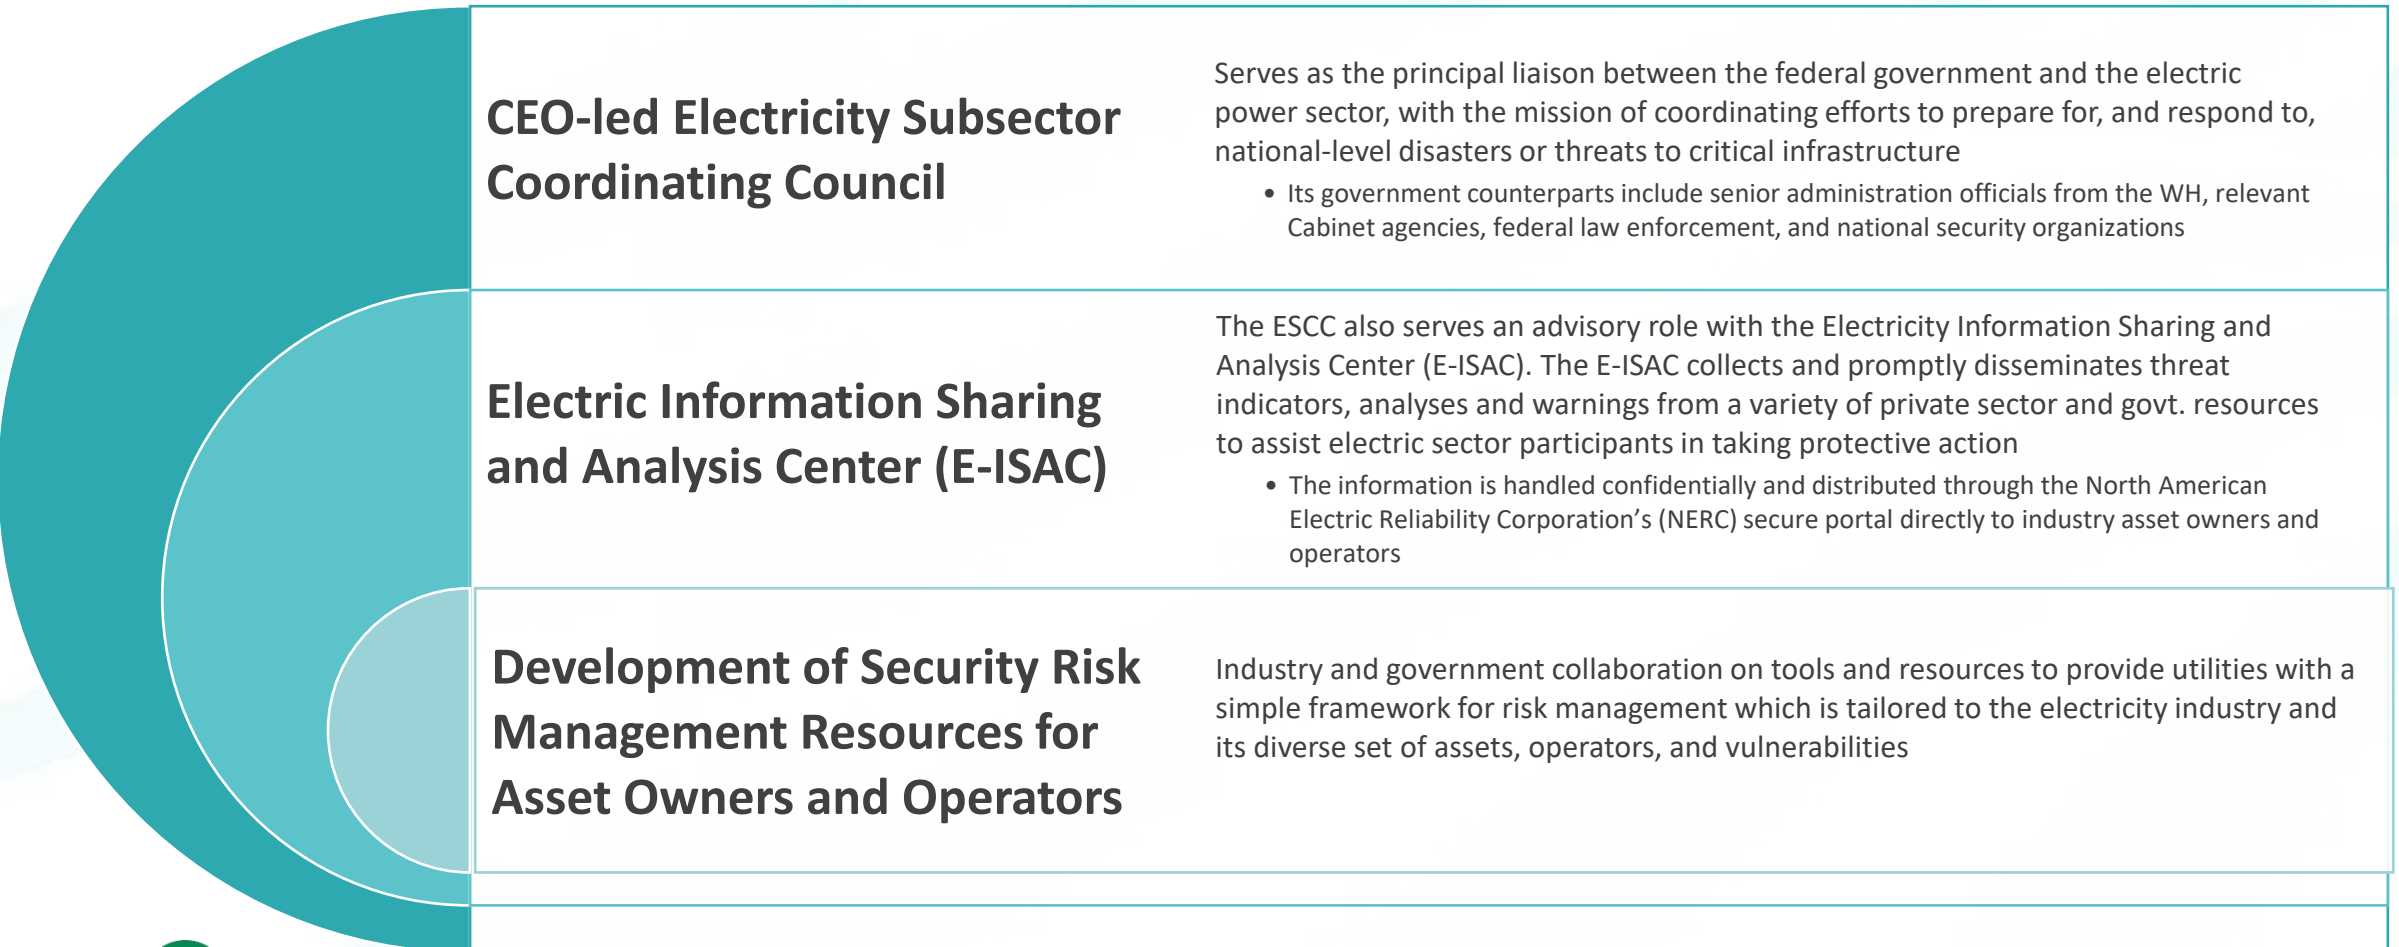 CEO-led Electricity Subsector
Coordinating Council
Serves as the principal liaison between the federal government and the electric
power sector, with the mission of coordinating efforts to prepare for, and respond to,
national-level disasters or threats to critical infrastructure
• Its government counterparts include senior administration officials from the WH, relevant
Cabinet agencies, federal law enforcement, and national security organizations
Electric Information Sharing
and Analysis Center (E-ISAC)
The ESCC also serves an advisory role with the Electricity Information Sharing and
Analysis Center (E-ISAC). The E-ISAC collects and promptly disseminates threat
indicators, analyses and warnings from a variety of private sector and govt. resources
to assist electric sector participants in taking protective action
• The information is handled confidentially and distributed through the North American
Electric Reliability Corporation’s (NERC) secure portal directly to industry asset owners and
operators
Development of Security Risk
Management Resources for
Asset Owners and Operators
Industry and government collaboration on tools and resources to provide utilities with a
simple framework for risk management which is tailored to the electricity industry and
its diverse set of assets, operators, and vulnerabilities